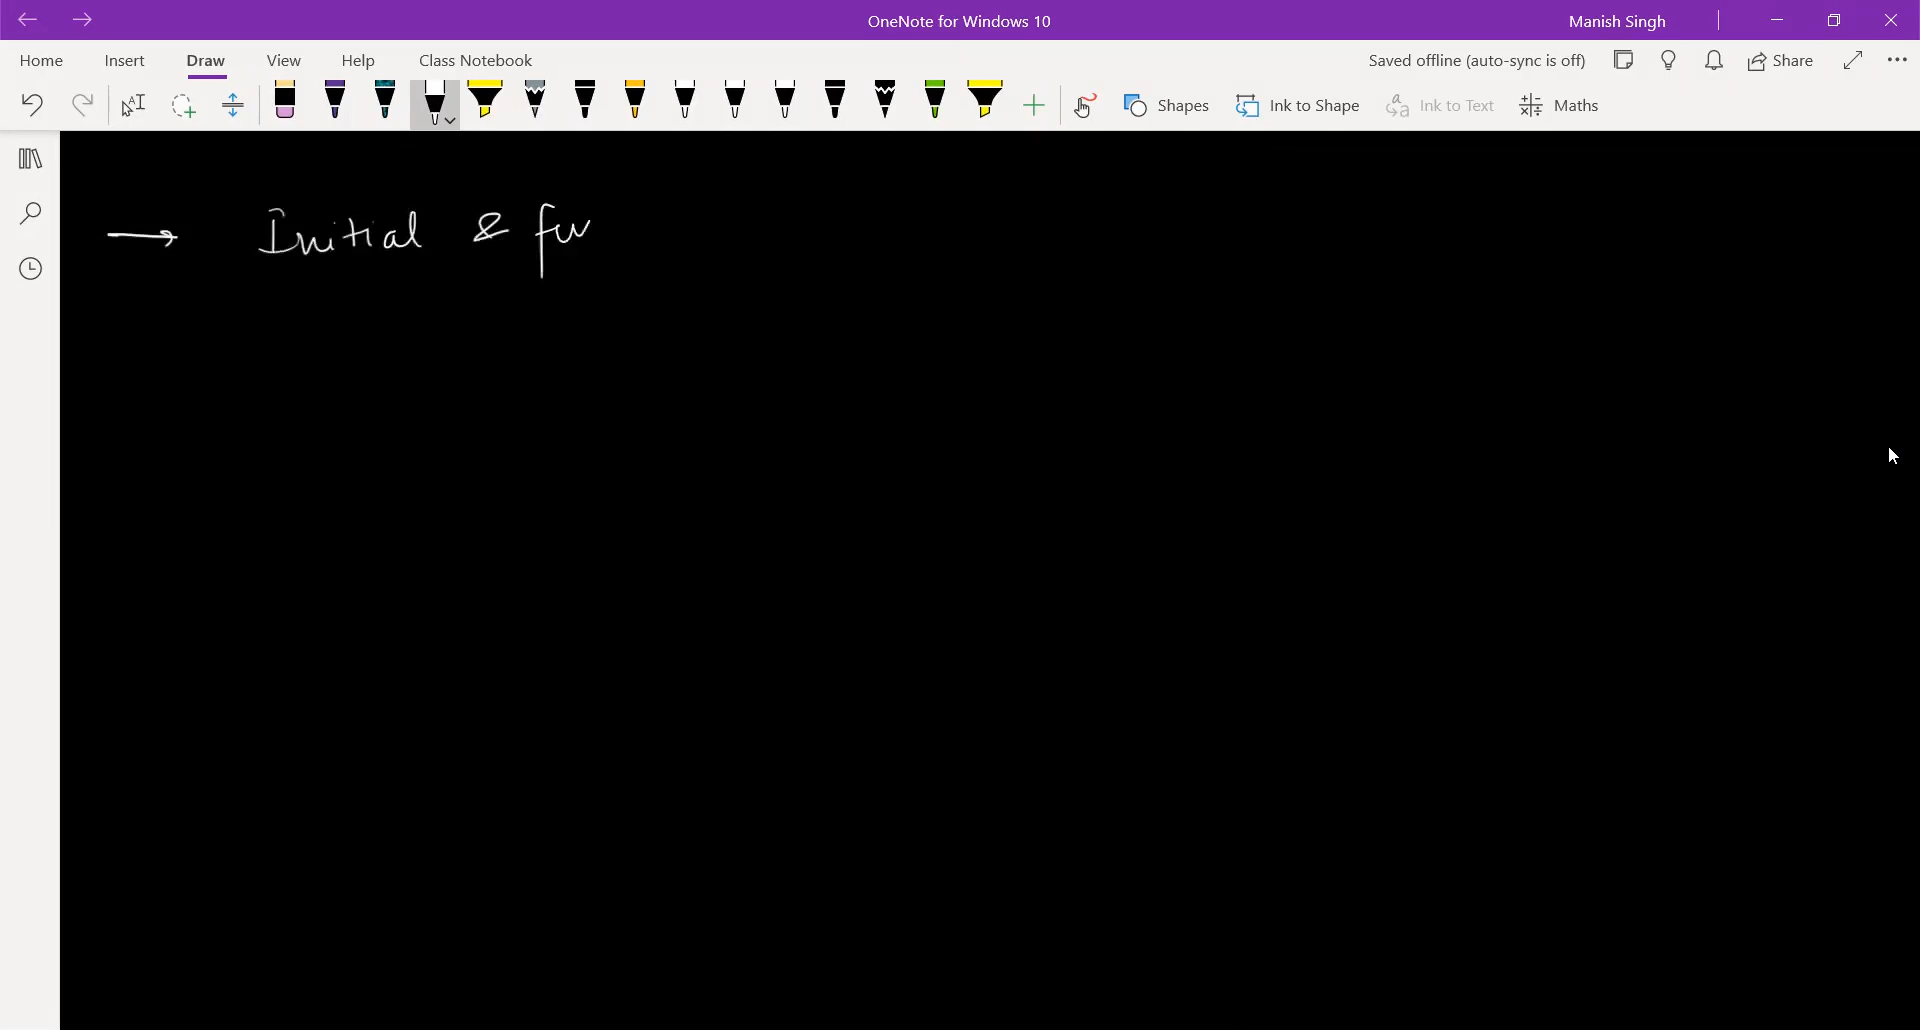 OneNote for Windows 10 Manish Singh
Home Insert Draw View Help Class Notebook Saved offline (auto-sync is off) Share
Shapes Ink to Shape Ink to Text Maths
→ Initial &